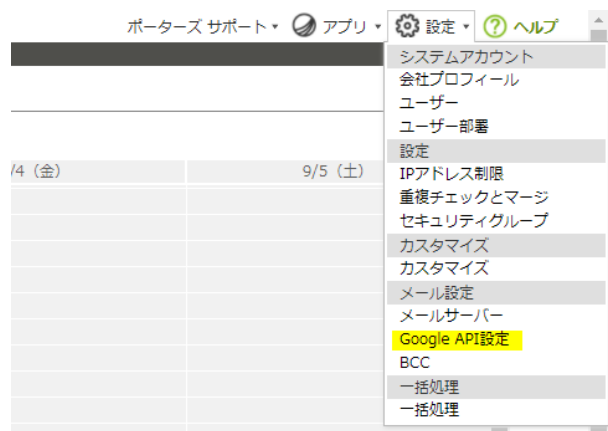 ポーターズ サポート▼ アプリ ▼ 設定 ▼ ? ヘルプ
システムアカウント
会社プロフィール
ユーザー
ユーザー部署
設定
/4（金） 9/5（土） IPアドレス制限
重複チェックとマージ
セキュリティグループ
カスタマイズ
カスタマイズ
メール設定
メールサーバー
Google API設定
BCC
一括処理
一括処理